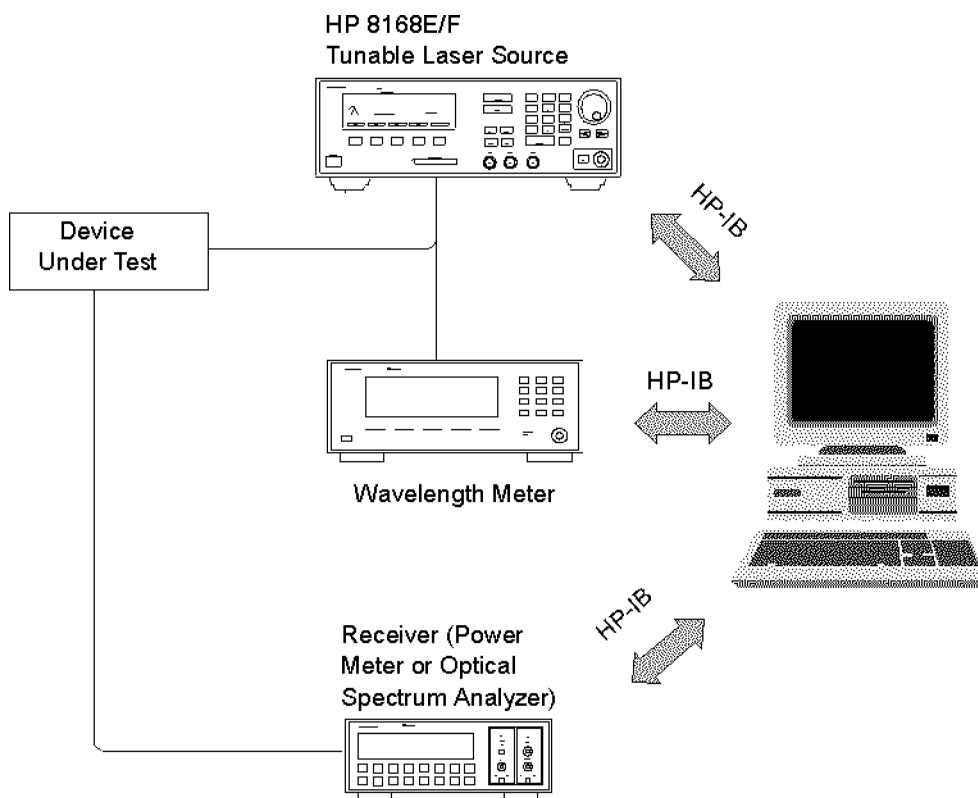 HP 8168E/F
Tunable Laser Source
HP-IB
Device
Under Test
HP-IB
Wavelength Meter
HP-IB
Receiver (Power
Meter or Optical
Spectrum Analyzer)